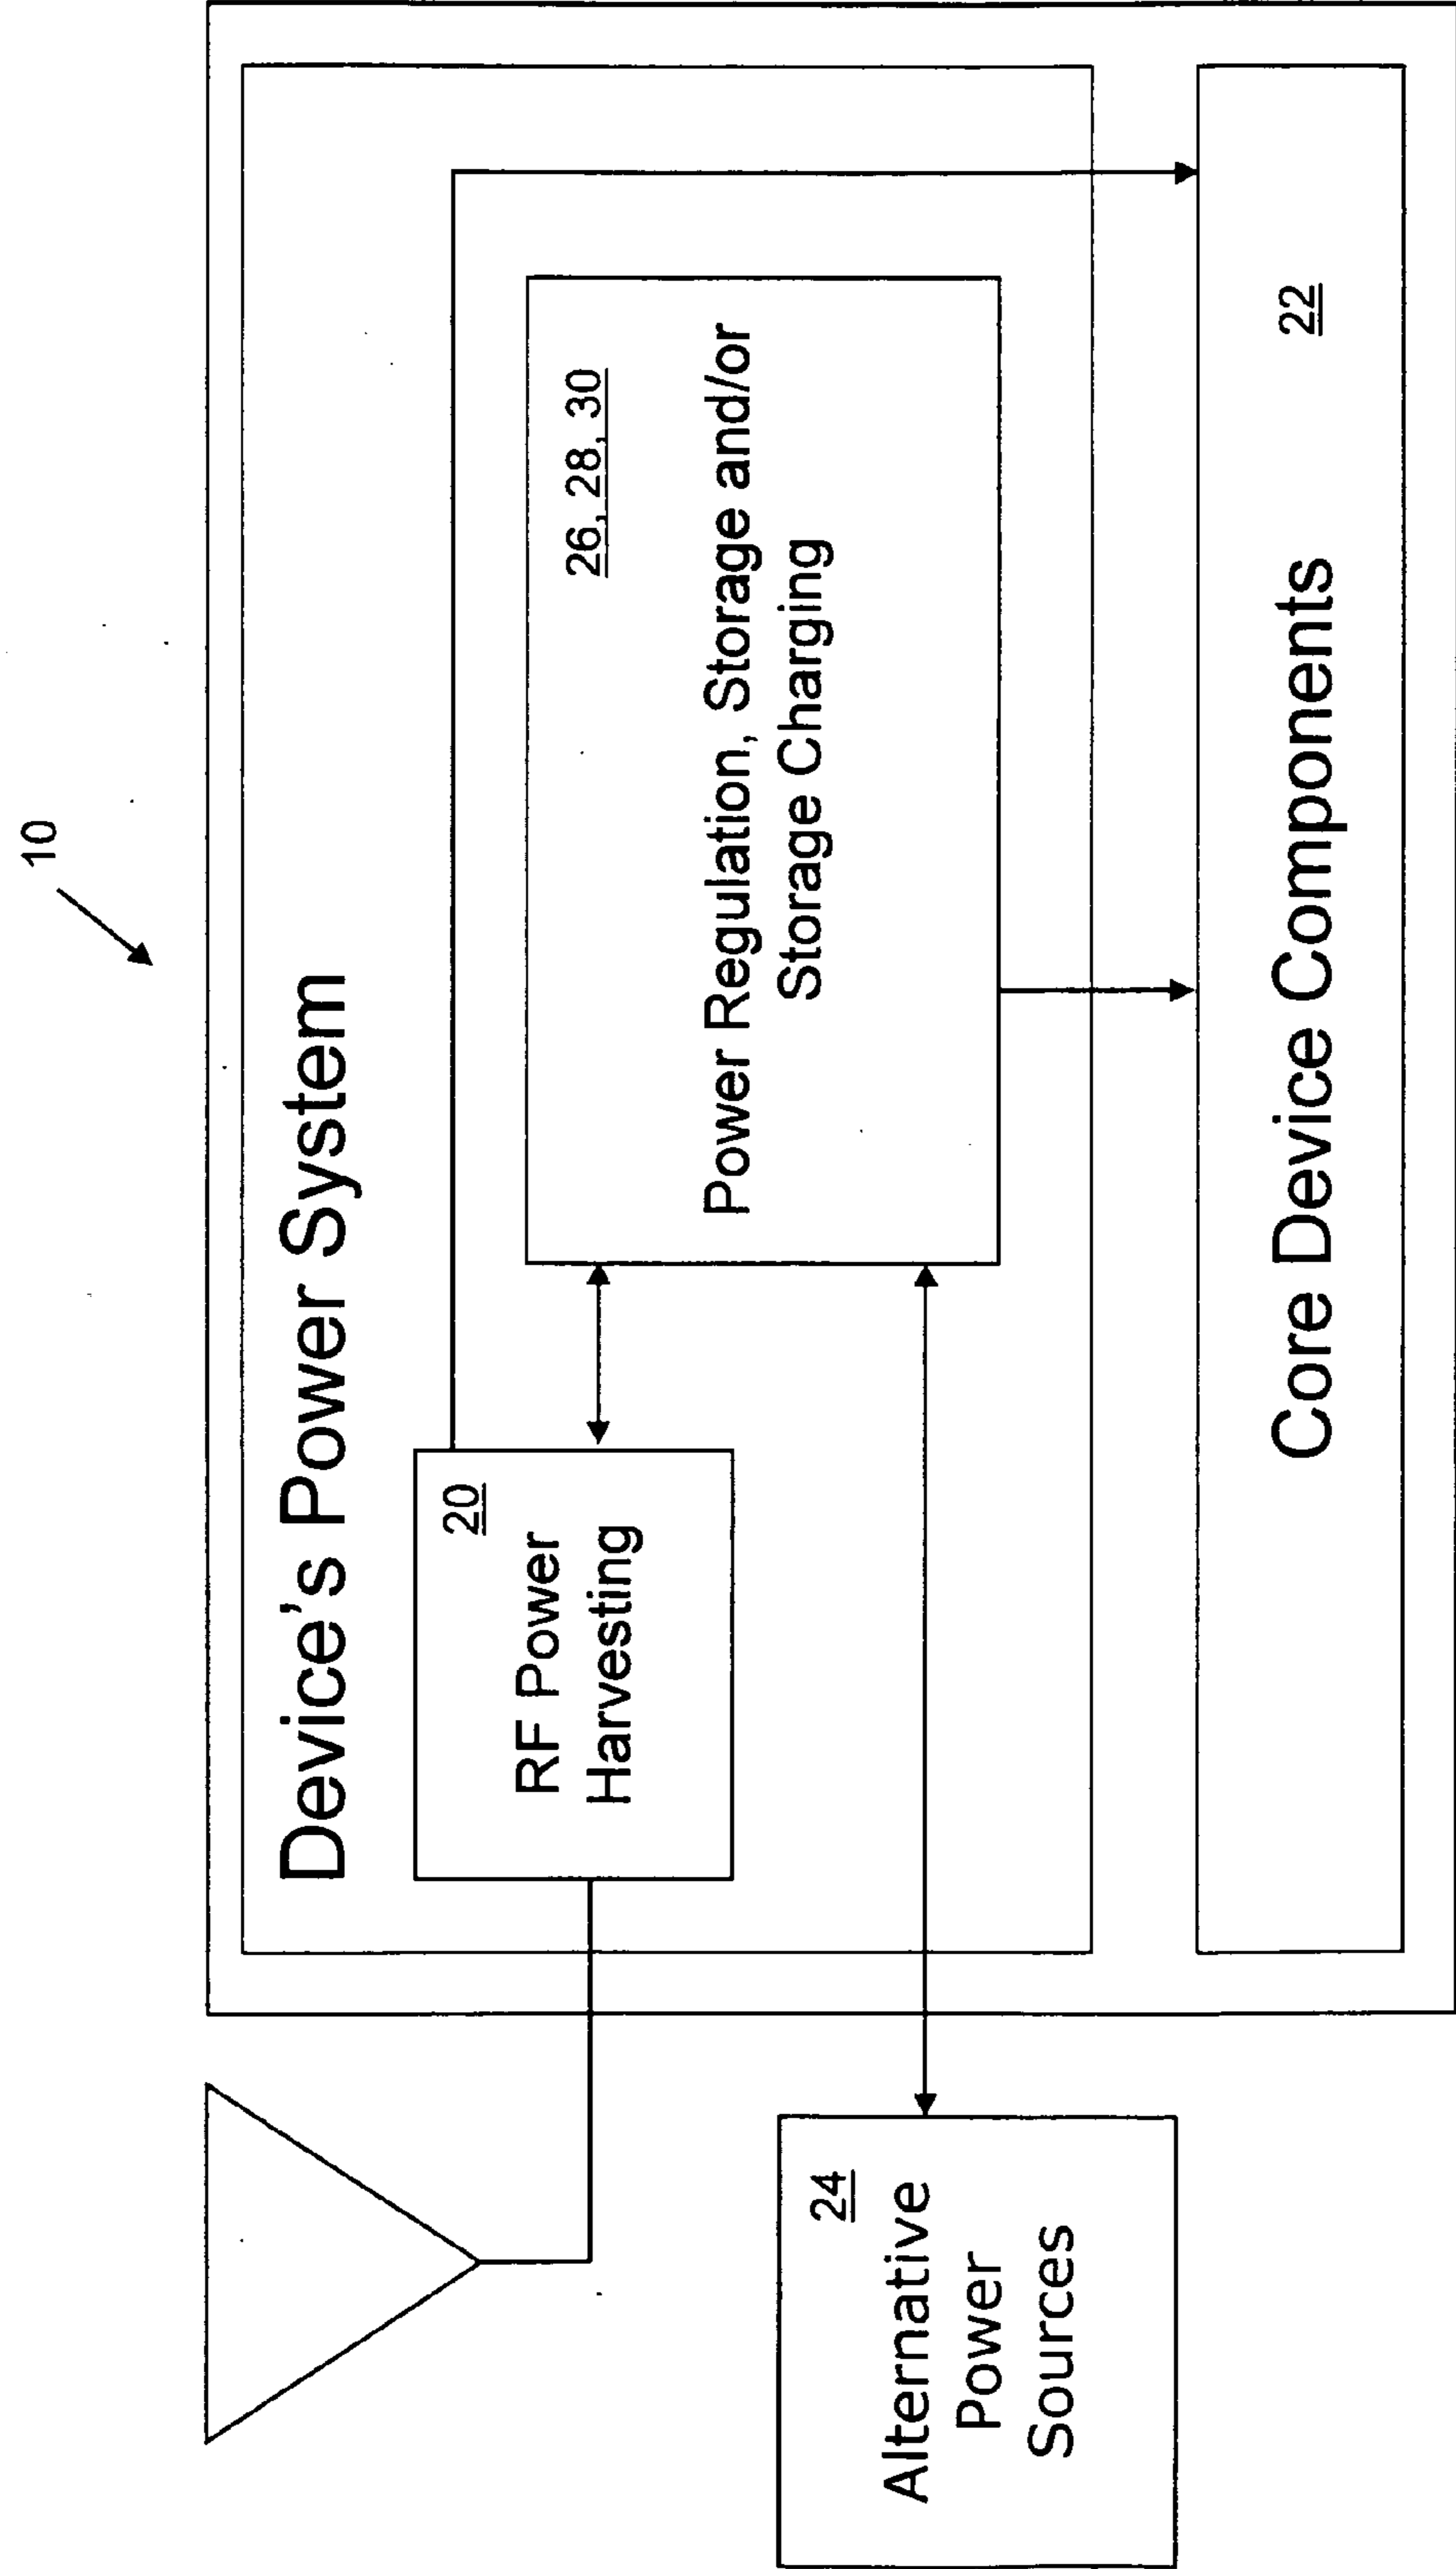 10
Device's Power System
20
RF Power
Harvesting
26, 28, 30
Power Regulation, Storage and/or
Storage Charging
24
Alternative
Power
Sources
22
Core Device Components